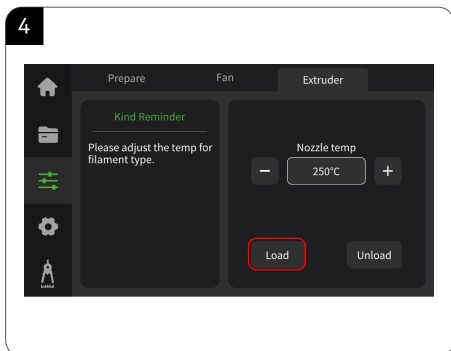 4
Prepare Fan Extruder
Kind Reminder
Please adjust the temp for
filament type.
Nozzle temp
− 250°C +
Load Unload